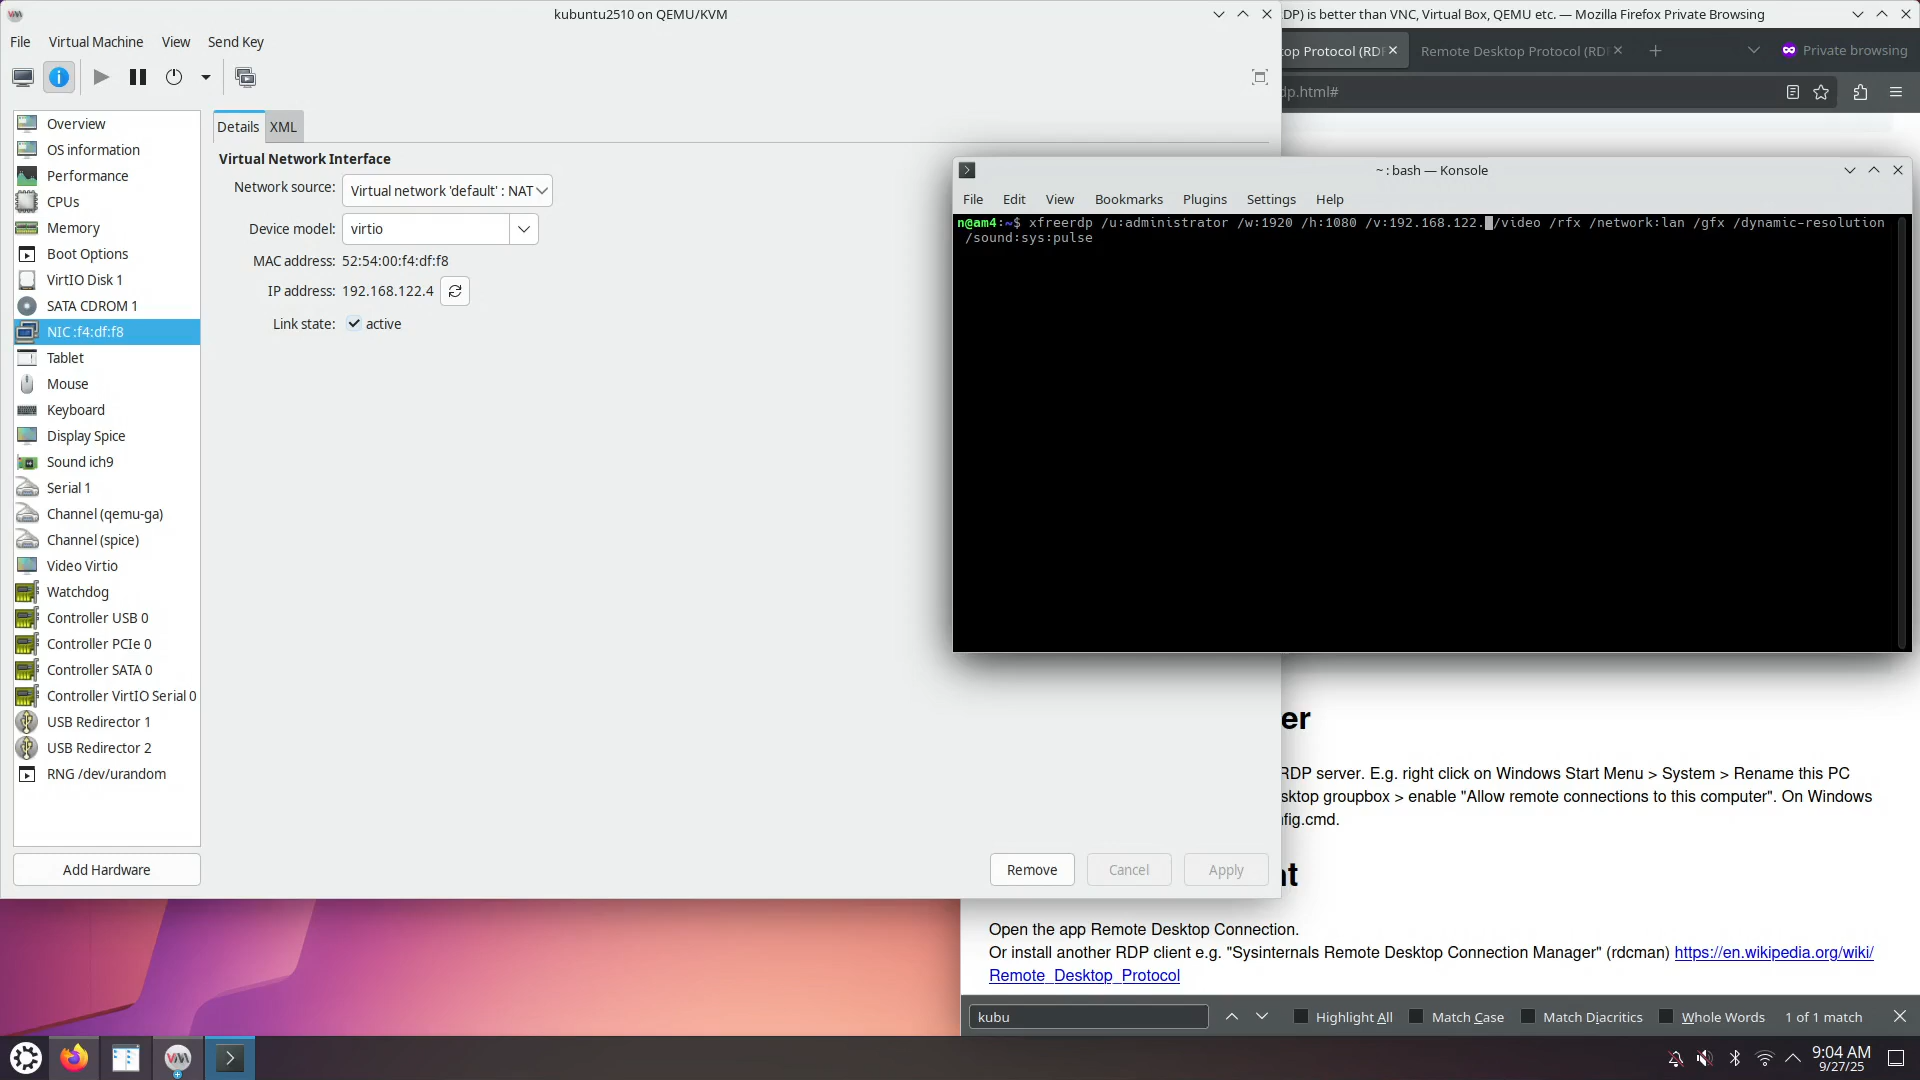 kubuntu2510 on QEMU/KVM
File Virtual Machine View Send Key
Details XML
Overview
OS information
Performance
CPUs
Memory
Boot Options
VirtIO Disk 1
SATA CDROM 1
NIC :f4:df:f8
Tablet
Mouse
Keyboard
Display Spice
Sound ich9
Serial 1
Channel (qemu-ga)
Channel (spice)
Video Virtio
Watchdog
Controller USB 0
Controller PCIe 0
Controller SATA 0
Controller VirtIO Serial 0
USB Redirector 1
USB Redirector 2
RNG /dev/urandom
Add Hardware
Virtual Network Interface
Network source: Virtual network 'default' : NAT
Device model: virtio
MAC address: 52:54:00:f4:df:f8
IP address: 192.168.122.4
Link state: active
Remove Cancel Apply
DP) is better than VNC, Virtual Box, QEMU etc. — Mozilla Firefox Private Browsing
op Protocol (RDP Remote Desktop Protocol (RDP Private browsing
dp.html#
~ : bash — Konsole
File Edit View Bookmarks Plugins Settings Help
n@am4:~$ xfreerdp /u:administrator /w:1920 /h:1080 /v:192.168.122. /video /rfx /network:lan /gfx /dynamic-resolution
/sound:sys:pulse
er
RDP server. E.g. right click on Windows Start Menu > System > Rename this PC
sktop groupbox > enable "Allow remote connections to this computer". On Windows
nfig.cmd.
nt
Open the app Remote Desktop Connection.
Or install another RDP client e.g. "Sysinternals Remote Desktop Connection Manager" (rdcman) https://en.wikipedia.org/wiki/
Remote_Desktop_Protocol
kubu Highlight All Match Case Match Diacritics Whole Words 1 of 1 match
9:04 AM
9/27/25